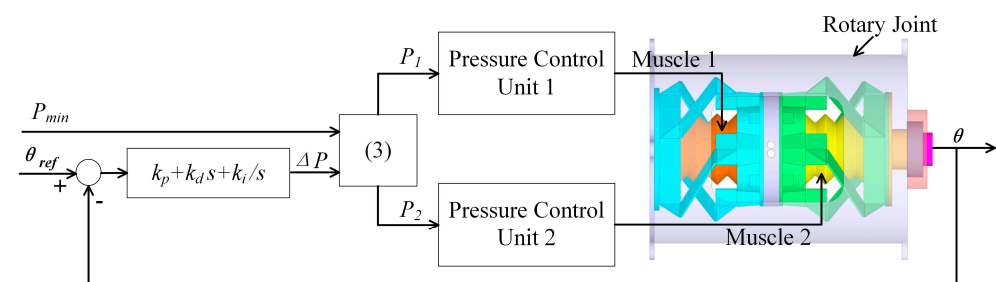 Rotary Joint
P1
Pressure Control
Unit 1
Muscle 1
Pmin
(3)
θ
θref
+
-
kp+kd s+ki/s
Δ P
P2
Pressure Control
Unit 2
Muscle 2